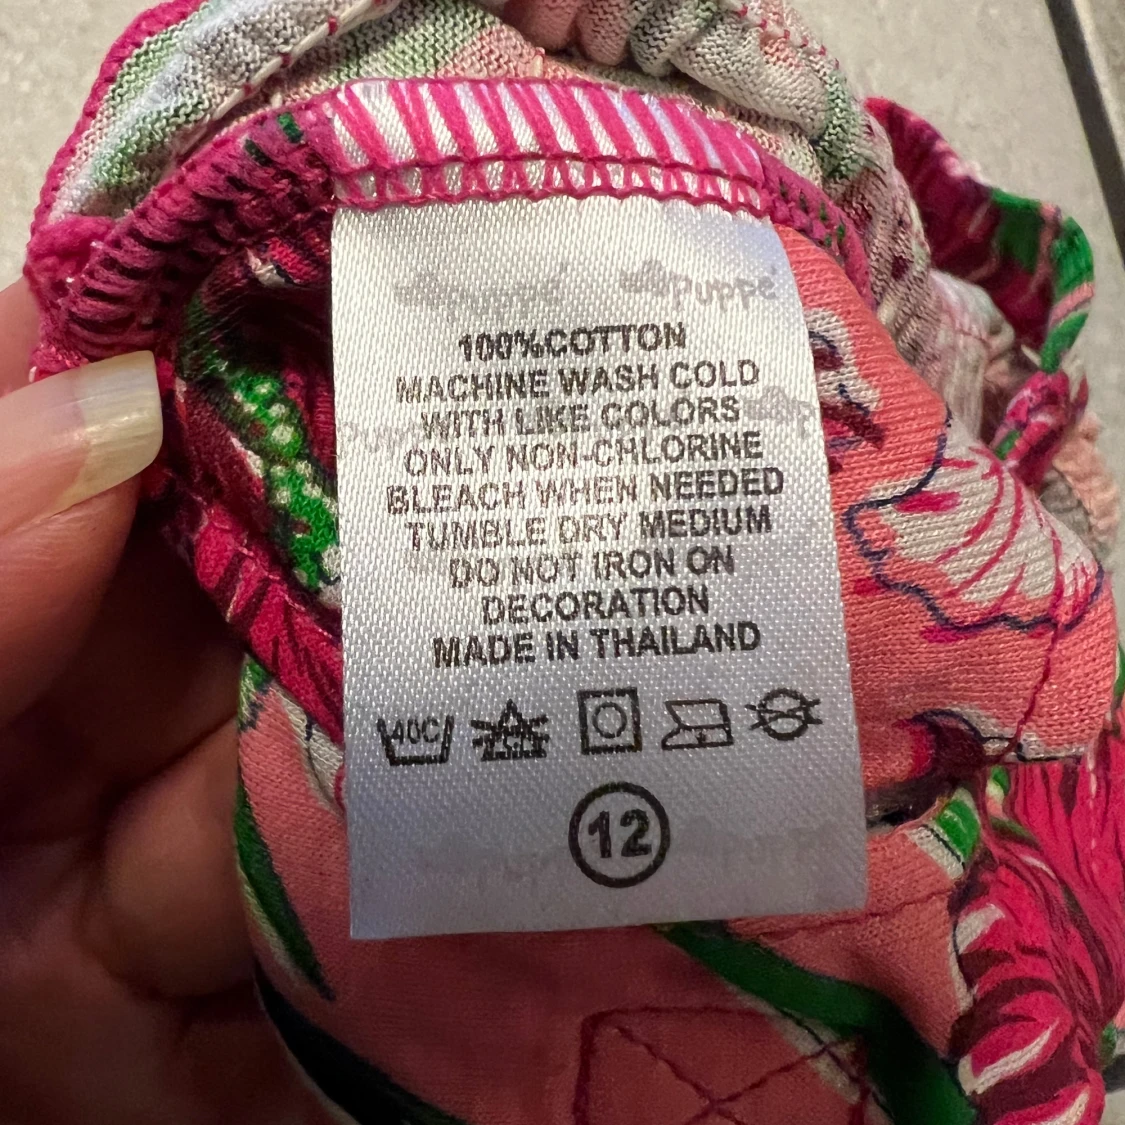 puppe
100%COTTON
MACHINE WASH COLD
WITH LIKE COLORS
ONLY NON-CHLORINE
BLEACH WHEN NEEDED
TUMBLE DRY MEDIUM
DO NOT IRON ON
DECORATION
MADE IN THAILAND
40C
12